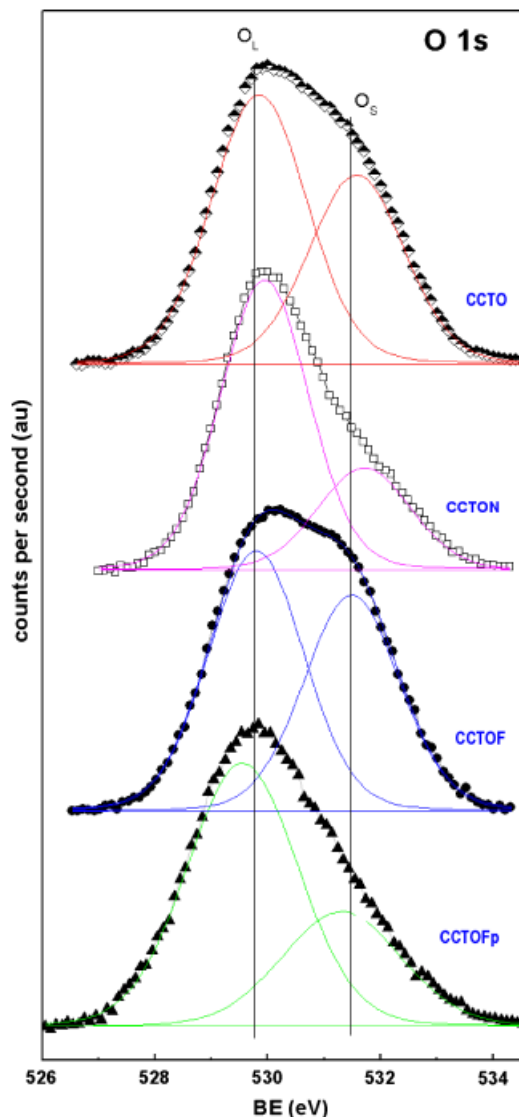 O 1s
O_L
O_S
CCTO
CCTON
CCTOF
CCTOFp
counts per second (au)
526 528 530 532 534
BE (eV)